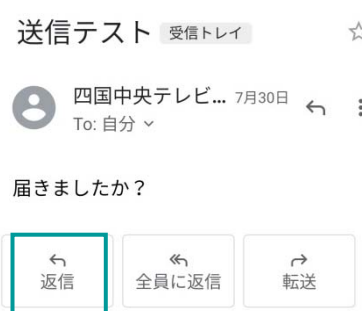 送信テスト 受信トレイ
四国中央テレビ... 7月30日
To: 自分
届きましたか？
返信 全員に返信 転送